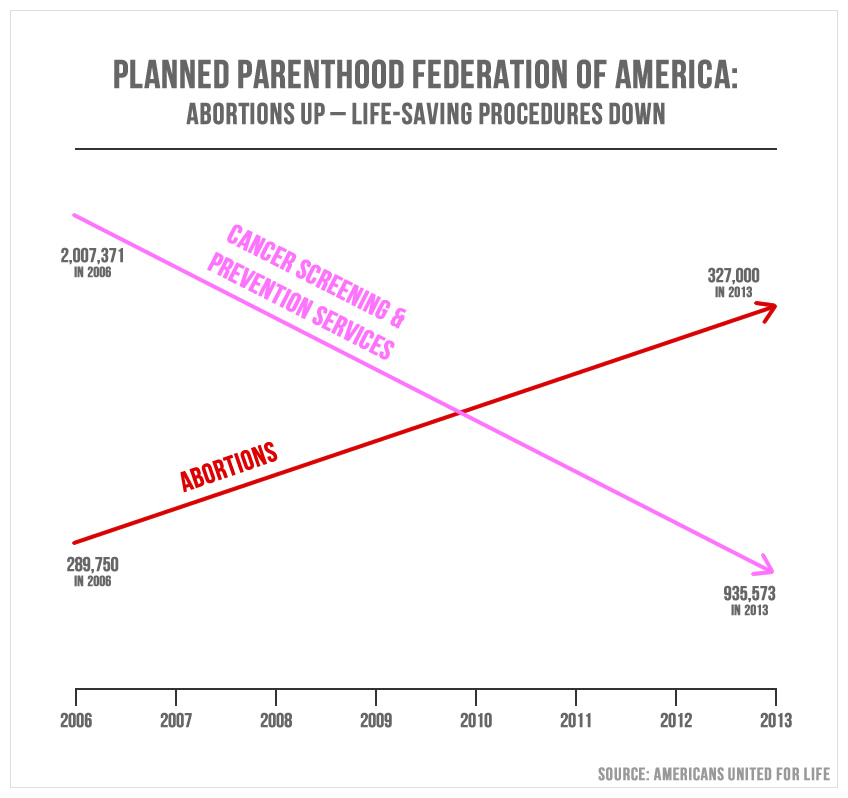 PLANNED PARENTHOOD FEDERATION OF AMERICA:
ABORTIONS UP – LIFE-SAVING PROCEDURES DOWN
2,007,371
IN 2006
CANCER SCREENING &
PREVENTION SERVICES
327,000
IN 2013
ABORTIONS
289,750
IN 2006
935,573
IN 2013
2006 2007 2008 2009 2010 2011 2012 2013
SOURCE: AMERICANS UNITED FOR LIFE